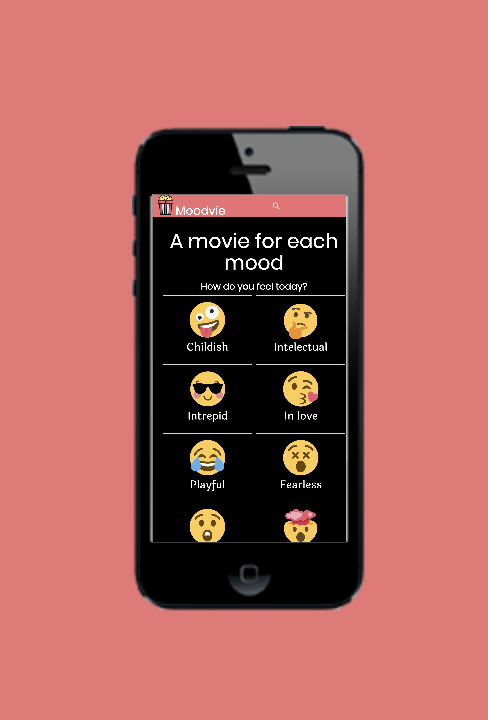 Moodvie
A movie for each
mood
How do you feel today?
Childish
Intelectual
Intrepid
In love
Playful
Fearless